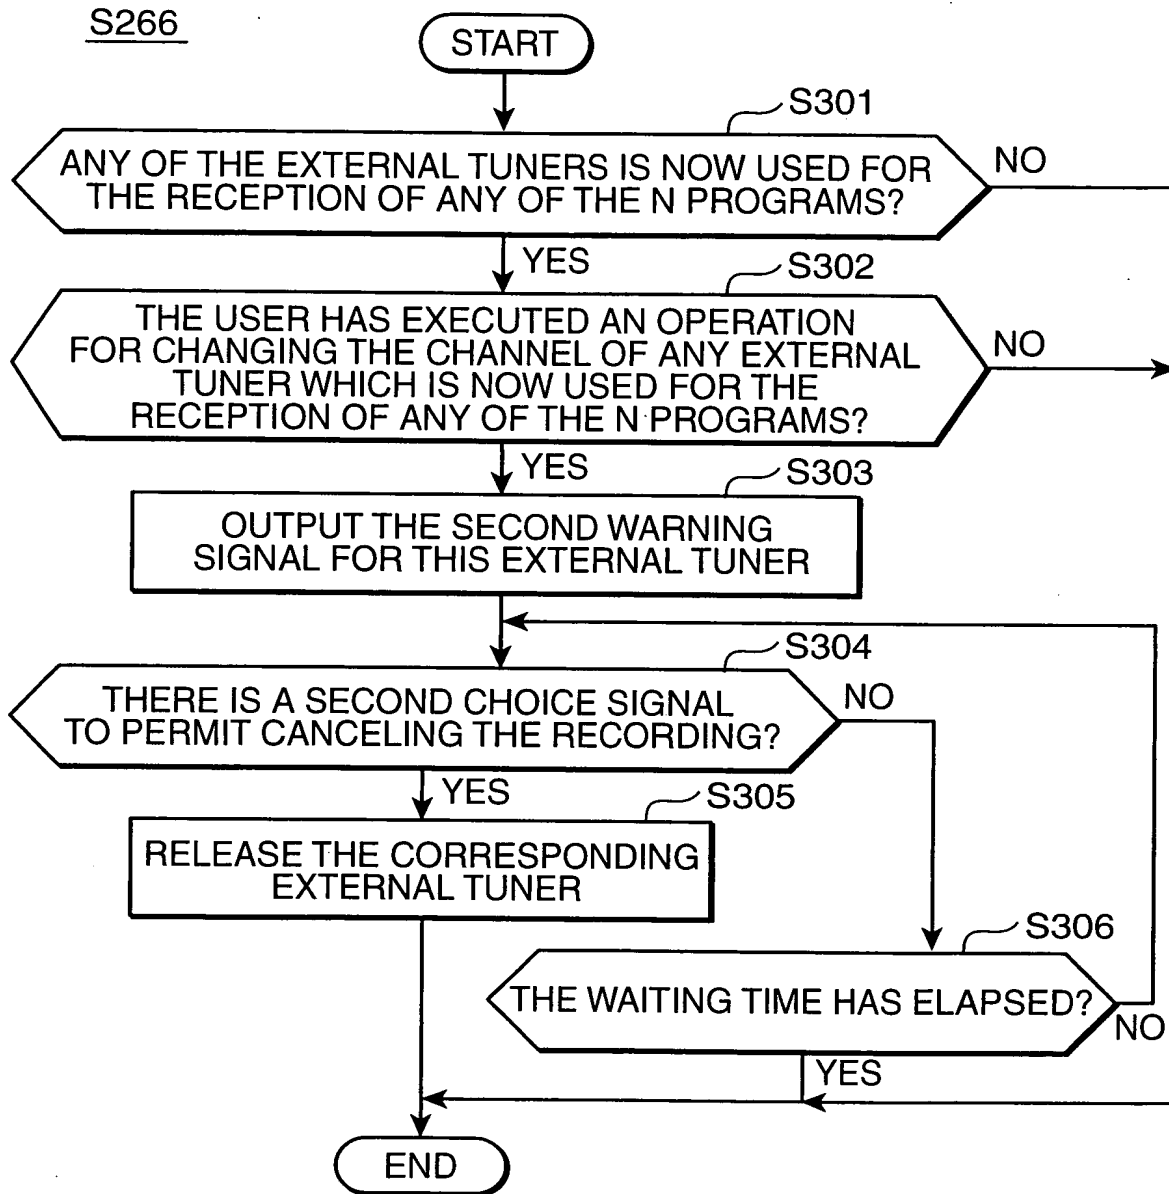 S266
START
S301
ANY OF THE EXTERNAL TUNERS IS NOW USED FOR
THE RECEPTION OF ANY OF THE N PROGRAMS?
NO
YES
S302
THE USER HAS EXECUTED AN OPERATION
FOR CHANGING THE CHANNEL OF ANY EXTERNAL
TUNER WHICH IS NOW USED FOR THE
RECEPTION OF ANY OF THE N PROGRAMS?
NO
YES
S303
OUTPUT THE SECOND WARNING
SIGNAL FOR THIS EXTERNAL TUNER
S304
THERE IS A SECOND CHOICE SIGNAL
TO PERMIT CANCELING THE RECORDING?
NO
YES
S305
RELEASE THE CORRESPONDING
EXTERNAL TUNER
S306
THE WAITING TIME HAS ELAPSED?
NO
YES
END